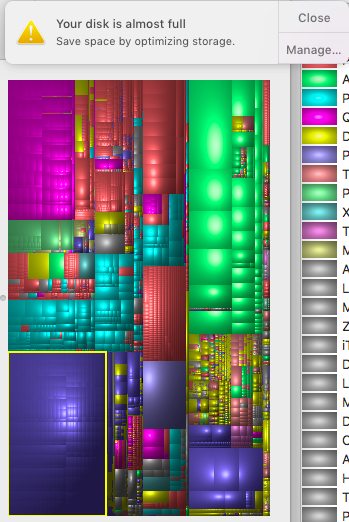 Your disk is almost full
Save space by optimizing storage.
Close
Manage...
A
P
Q
D
P
T
P
X
T
M
A
L
M
Z
iT
D
L
M
D
C
A
H
T
P